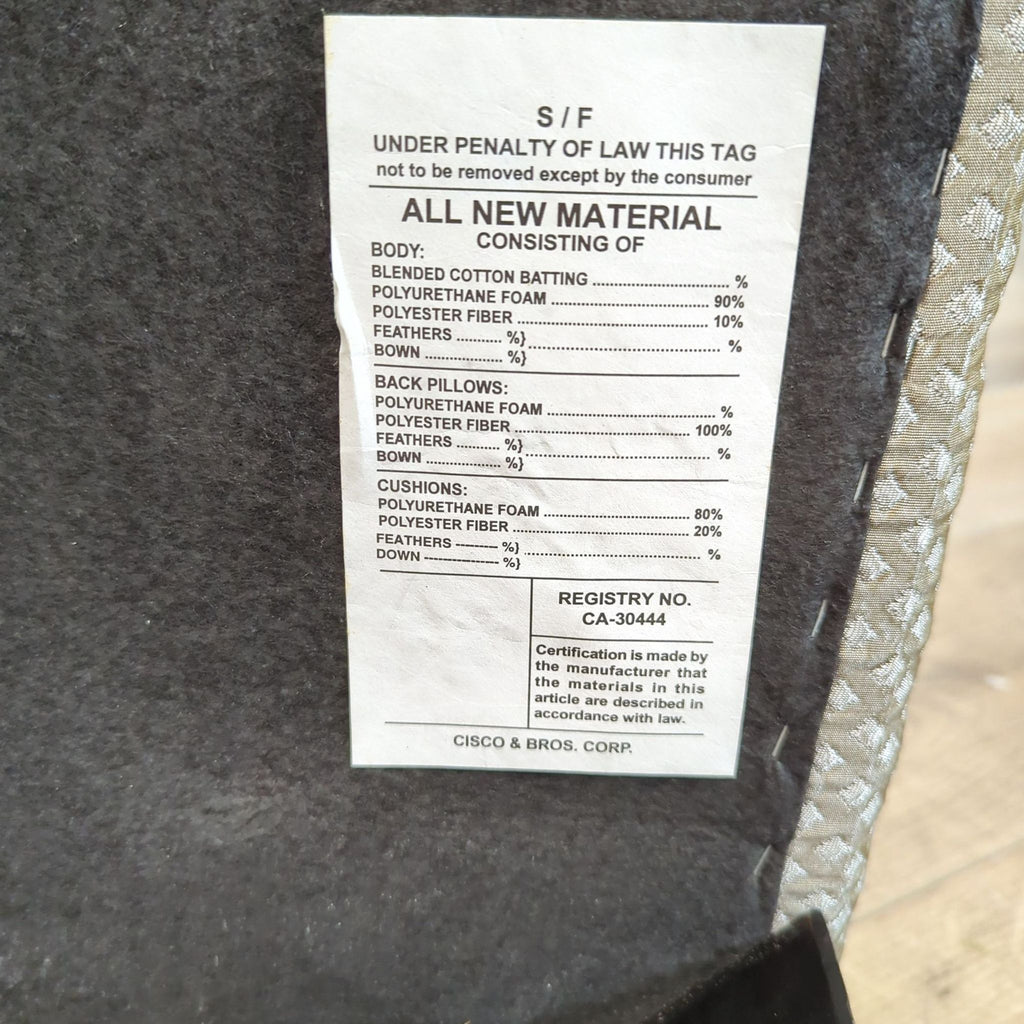 S / F
UNDER PENALTY OF LAW THIS TAG
not to be removed except by the consumer
ALL NEW MATERIAL
CONSISTING OF
BODY:
BLENDED COTTON BATTING .............................. %
POLYURETHANE FOAM .................................... 90%
POLYESTER FIBER .......................................... 10%
FEATHERS ........... %} .......................................... %
BOWN .................. %}
BACK PILLOWS:
POLYURETHANE FOAM ..................................... %
POLYESTER FIBER ....................................... 100%
FEATHERS ........... %} .......................................... %
BOWN .................. %}
CUSHIONS:
POLYURETHANE FOAM ................................ 80%
POLYESTER FIBER ....................................... 20%
FEATHERS --------- %} .......................................... %
DOWN ---------------- %}
REGISTRY NO.
CA-30444
Certification is made by
the manufacturer that
the materials in this
article are described in
accordance with law.
CISCO & BROS. CORP.